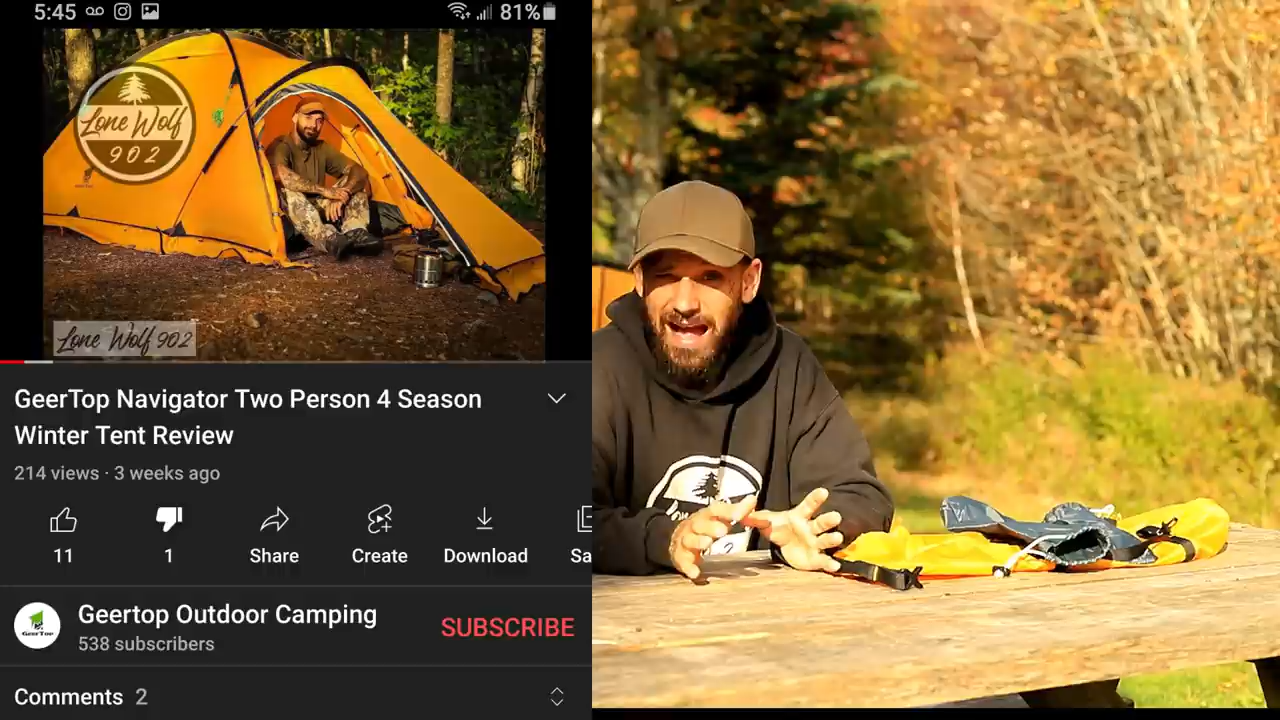 5:45
81%
Lone Wolf
902
Lone Wolf 902
GeerTop Navigator Two Person 4 Season
Winter Tent Review
214 views · 3 weeks ago
11
1
Share
Create
Download
Sa
GeerTop
Geertop Outdoor Camping
538 subscribers
SUBSCRIBE
Comments 2